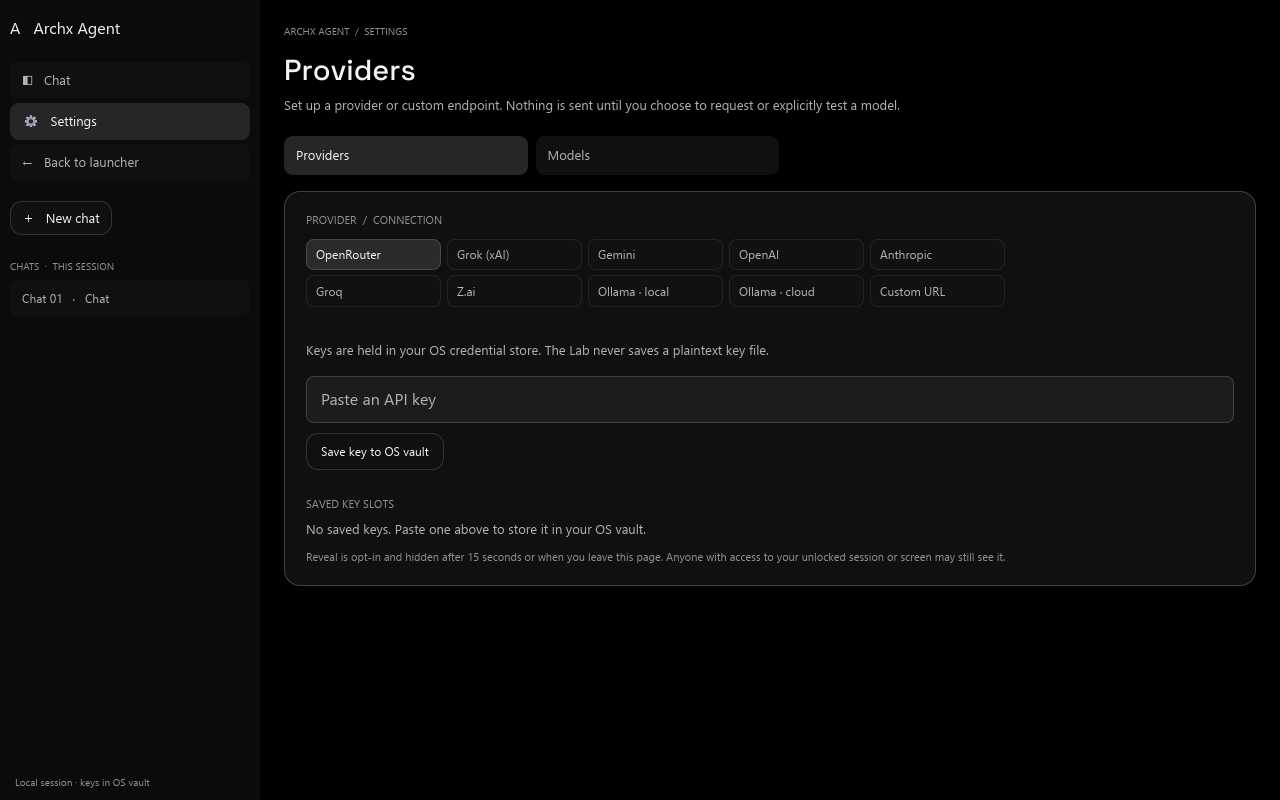 A Archx Agent
Chat
Settings
← Back to launcher
+ New chat
CHATS · THIS SESSION
Chat 01 · Chat
Local session · keys in OS vault
ARCHX AGENT / SETTINGS
Providers
Set up a provider or custom endpoint. Nothing is sent until you choose to request or explicitly test a model.
Providers Models
PROVIDER / CONNECTION
OpenRouter Grok (xAI) Gemini OpenAI Anthropic
Groq Z.ai Ollama · local Ollama · cloud Custom URL
Keys are held in your OS credential store. The Lab never saves a plaintext key file.
Paste an API key
Save key to OS vault
SAVED KEY SLOTS
No saved keys. Paste one above to store it in your OS vault.
Reveal is opt-in and hidden after 15 seconds or when you leave this page. Anyone with access to your unlocked session or screen may still see it.